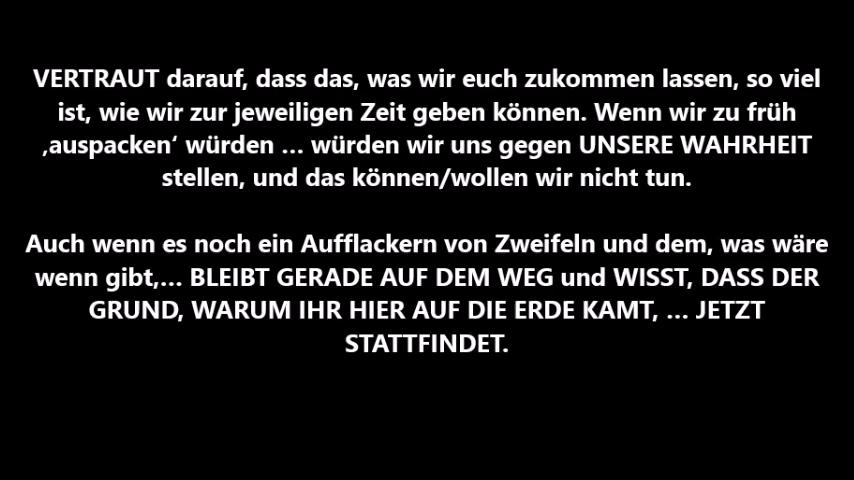 VERTRAUT darauf, dass das, was wir euch zukommen lassen, so viel
ist, wie wir zur jeweiligen Zeit geben können. Wenn wir zu früh
‚auspacken‘ würden … würden wir uns gegen UNSERE WAHRHEIT
stellen, und das können/wollen wir nicht tun.
Auch wenn es noch ein Aufflackern von Zweifeln und dem, was wäre
wenn gibt,… BLEIBT GERADE AUF DEM WEG und WISST, DASS DER
GRUND, WARUM IHR HIER AUF DIE ERDE KAMT, … JETZT
STATTFINDET.